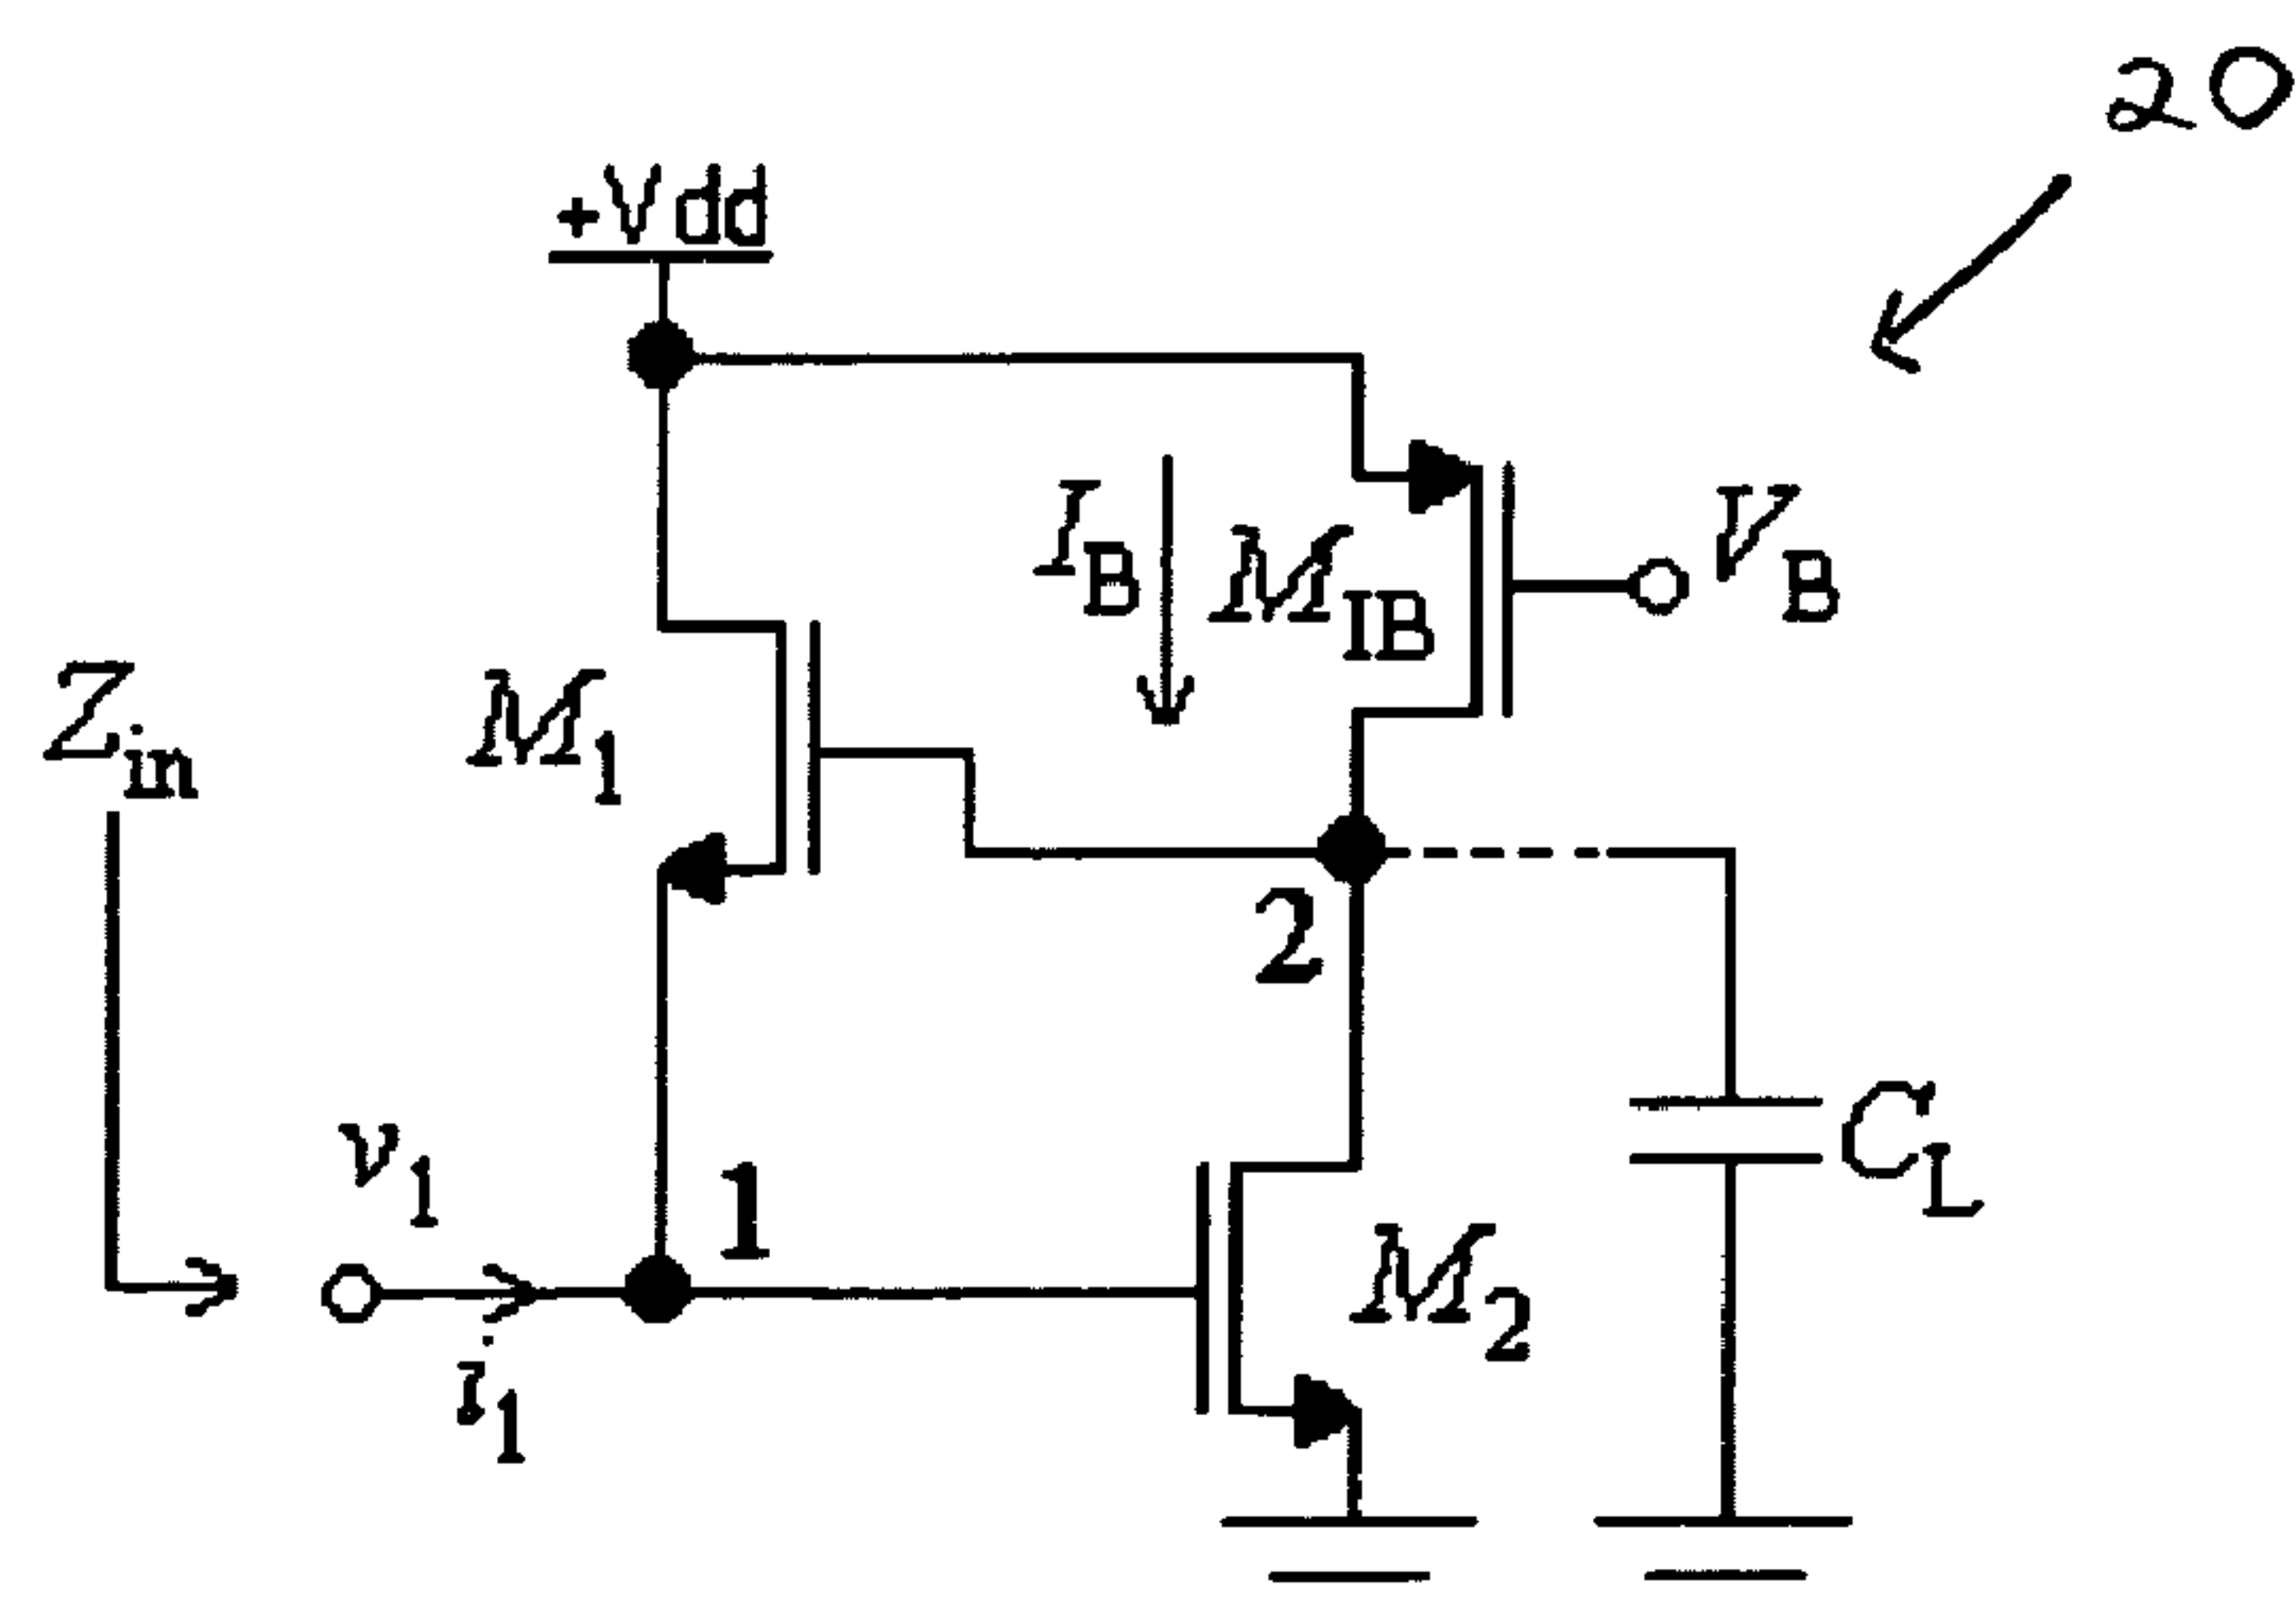 20
+Vdd
I_B
M_IB
V_B
Z_in
M_1
2
C_L
v_1
1
M_2
i_1